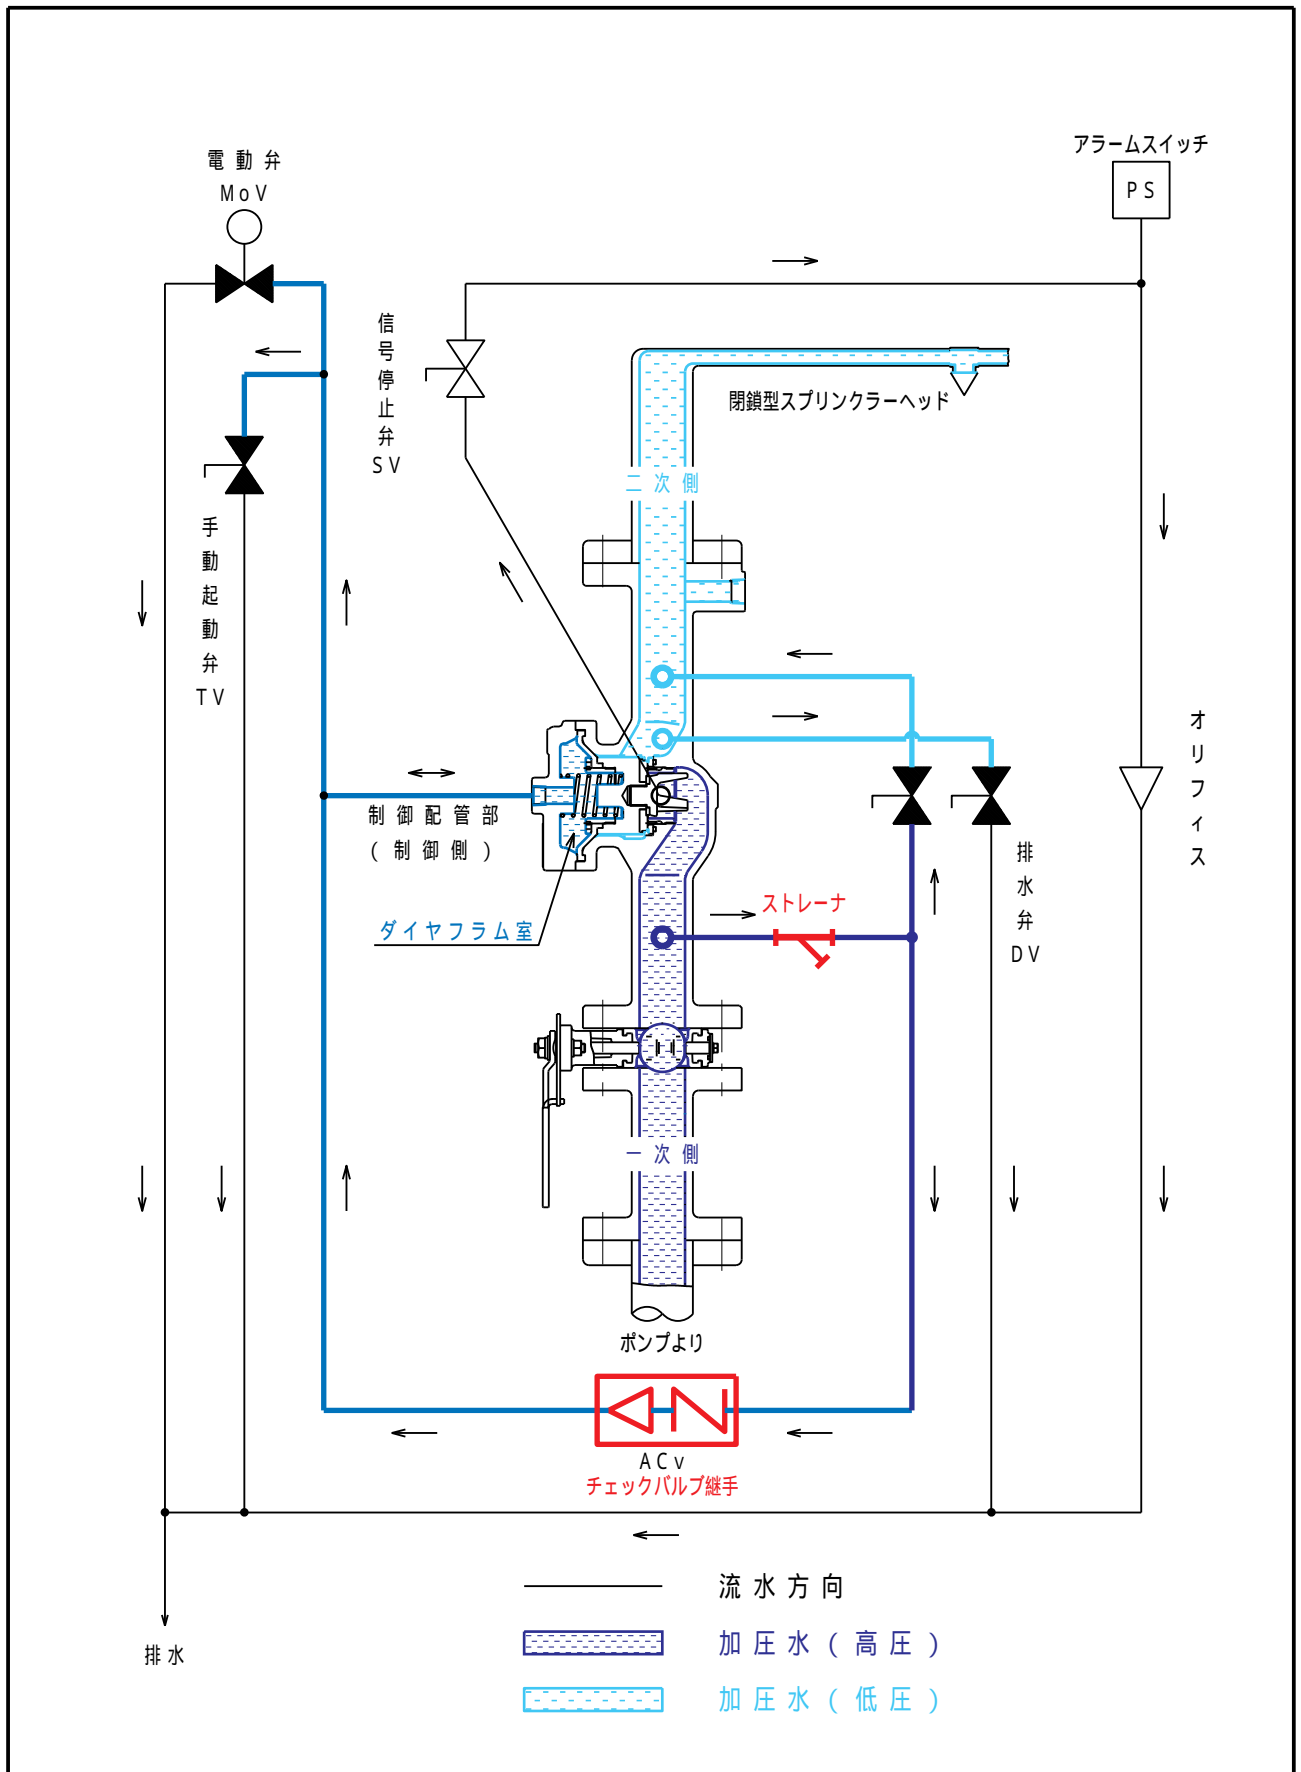 アラームスイッチ
PS
電動弁
MoV
信号停止弁
SV
閉鎖型スプリンクラーヘッド
二次側
手動起動弁
TV
オリフィス
制御配管部
(制御側)
排水弁
DV
ストレーナ
ダイヤフラム室
一次側
ポンプより
ACv
チェックバルブ継手
流水方向
加圧水(高圧)
排水
加圧水(低圧)